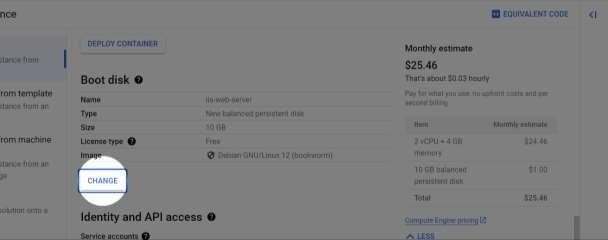 nce
EQUIVALENT CODE
stance from
rom template
stance from an
rom machine
stance from an
ge
solution onto a
DEPLOY CONTAINER
Boot disk
Name iis-web-server
Type New balanced persistent disk
Size 10 GB
License type Free
Image Debian GNU/Linux 12 (bookworm)
CHANGE
Identity and API access
Service accounts
Monthly estimate
$25.46
That's about $0.03 hourly
Pay for what you use: no upfront costs and per
second billing
Item Monthly estimate
2 vCPU + 4 GB $24.46
memory
10 GB balanced $1.00
persistent disk
Total $25.46
Compute Engine pricing
LESS